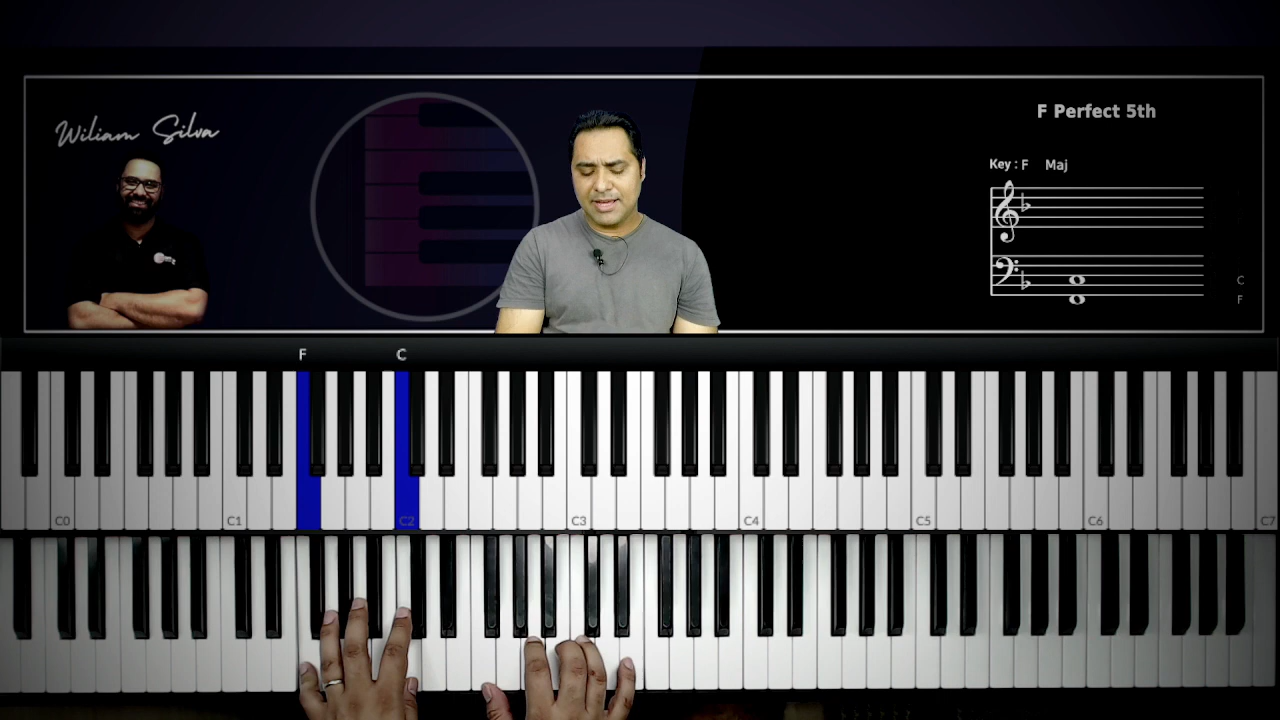 Wiliam Silva
F Perfect 5th
Key : F Maj
C
F
F C
C0 C1 C2 C3 C4 C5 C6 C7